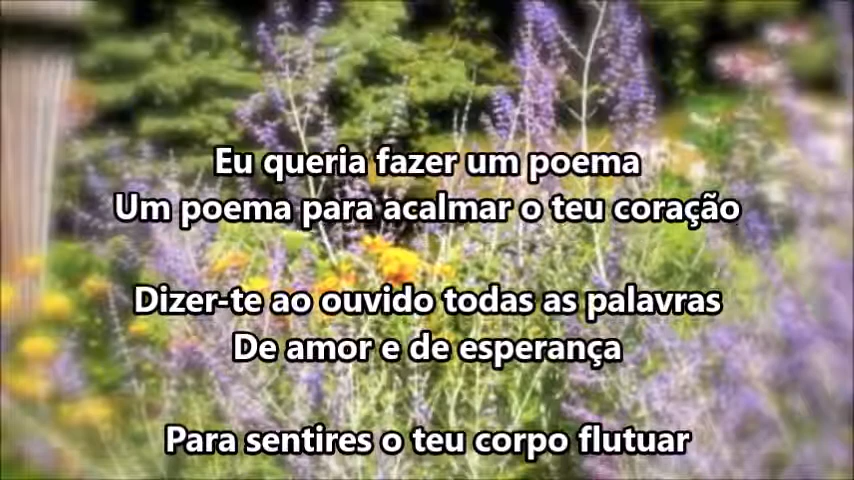 Eu queria fazer um poema
Um poema para acalmar o teu coração
Dizer-te ao ouvido todas as palavras
De amor e de esperança
Para sentires o teu corpo flutuar